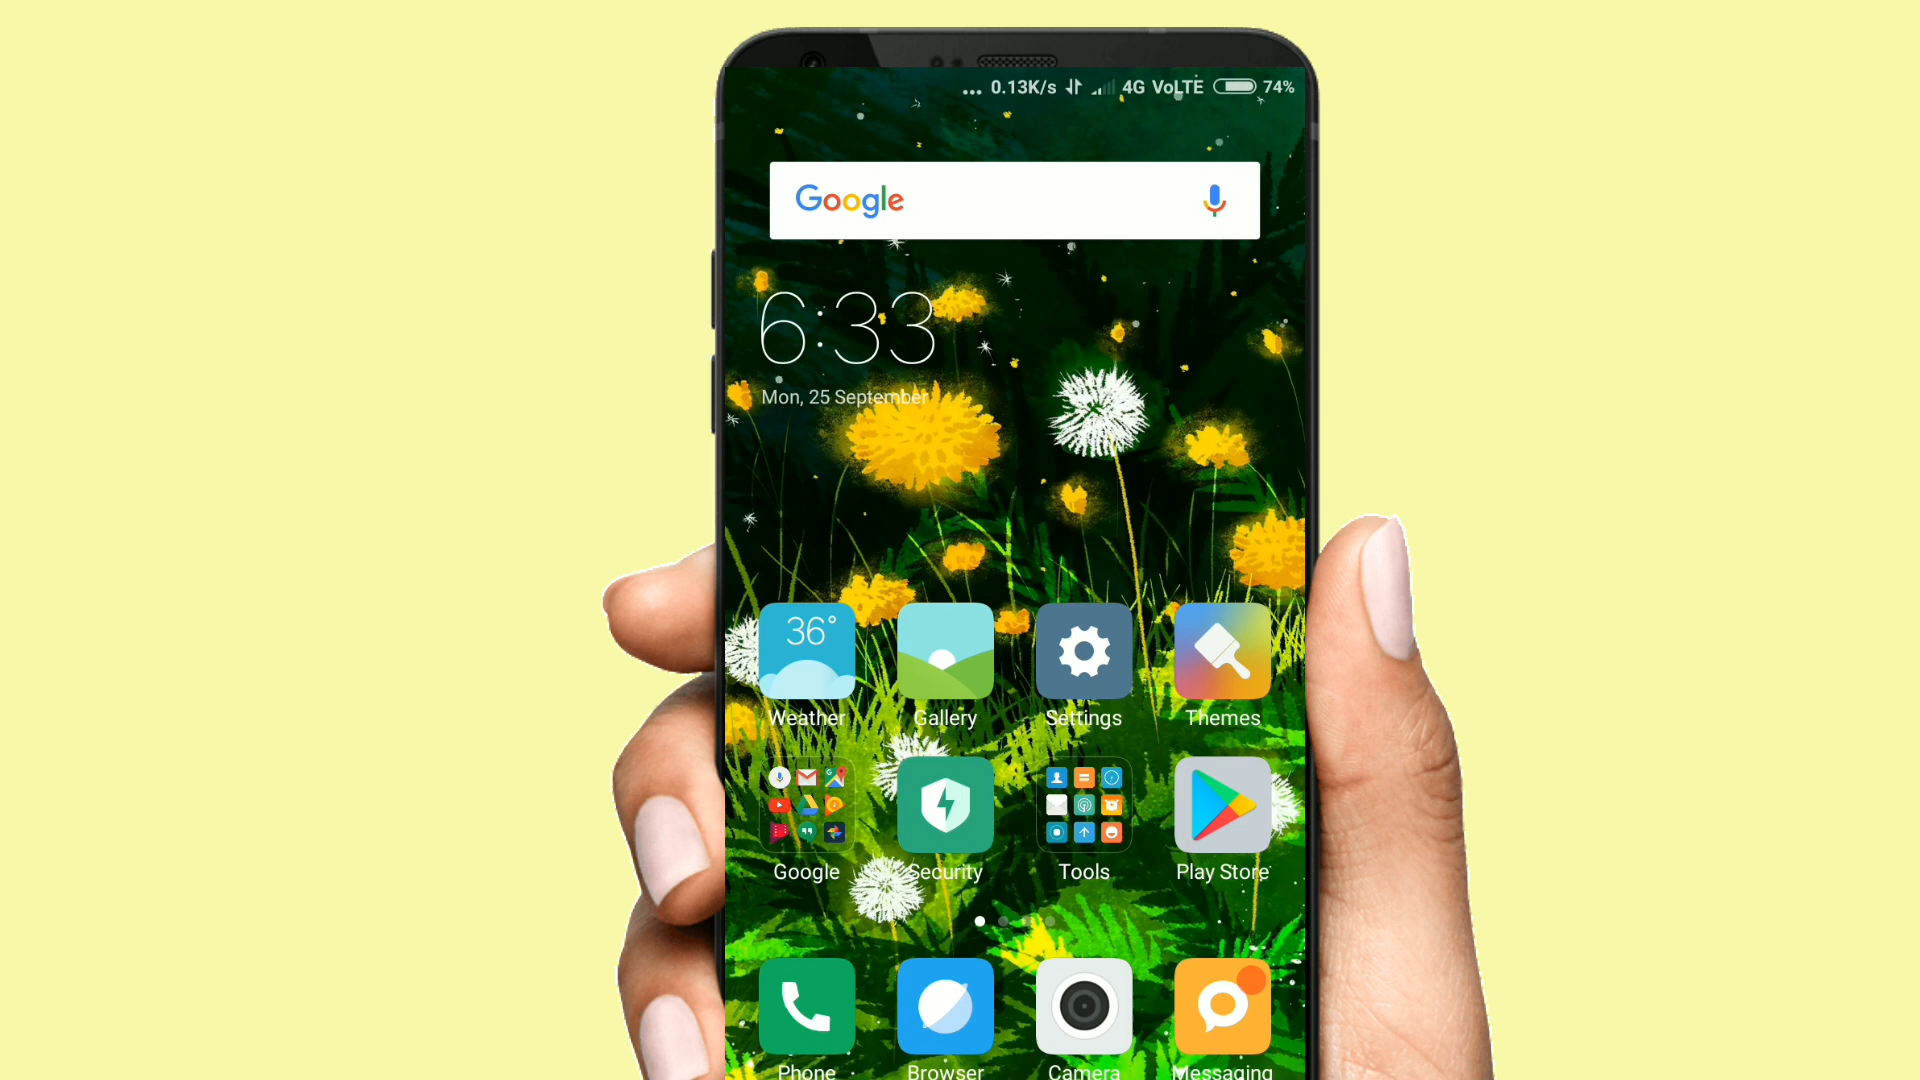 ... 0.13K/s 4G VoLTE 74%
Google
6:33
Mon, 25 September
36°
Weather Gallery Settings Themes
Google Security Tools Play Store
Phone Browser Camera Messaging